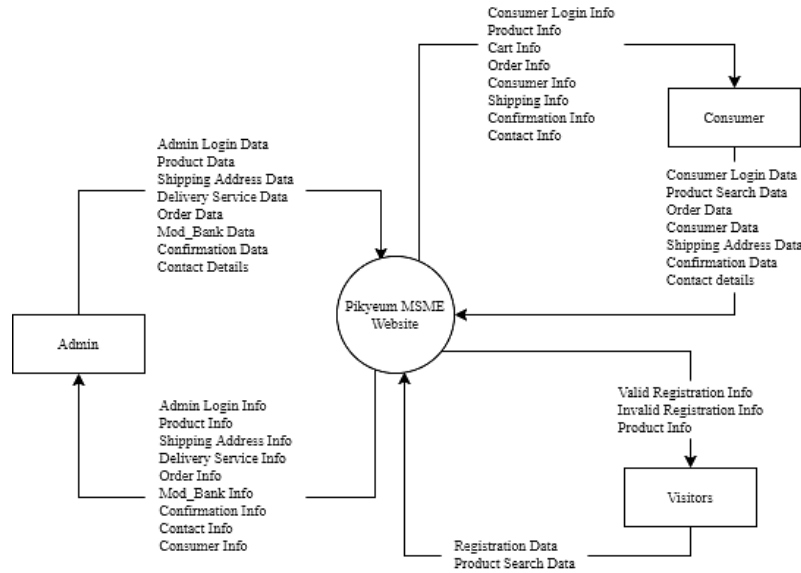 Consumer Login Info
Product Info
Cart Info
Order Info
Consumer Info
Shipping Info
Confirmation Info
Contact Info
Consumer
Admin Login Data
Product Data
Shipping Address Data
Delivery Service Data
Order Data
Mod_Bank Data
Confirmation Data
Contact Details
Consumer Login Data
Product Search Data
Order Data
Consumer Data
Shipping Address Data
Confirmation Data
Contact details
Pikyeum MSME
Website
Admin
Admin Login Info
Product Info
Shipping Address Info
Delivery Service Info
Order Info
Mod_Bank Info
Confirmation Info
Contact Info
Consumer Info
Valid Registration Info
Invalid Registration Info
Product Info
Visitors
Registration Data
Product Search Data